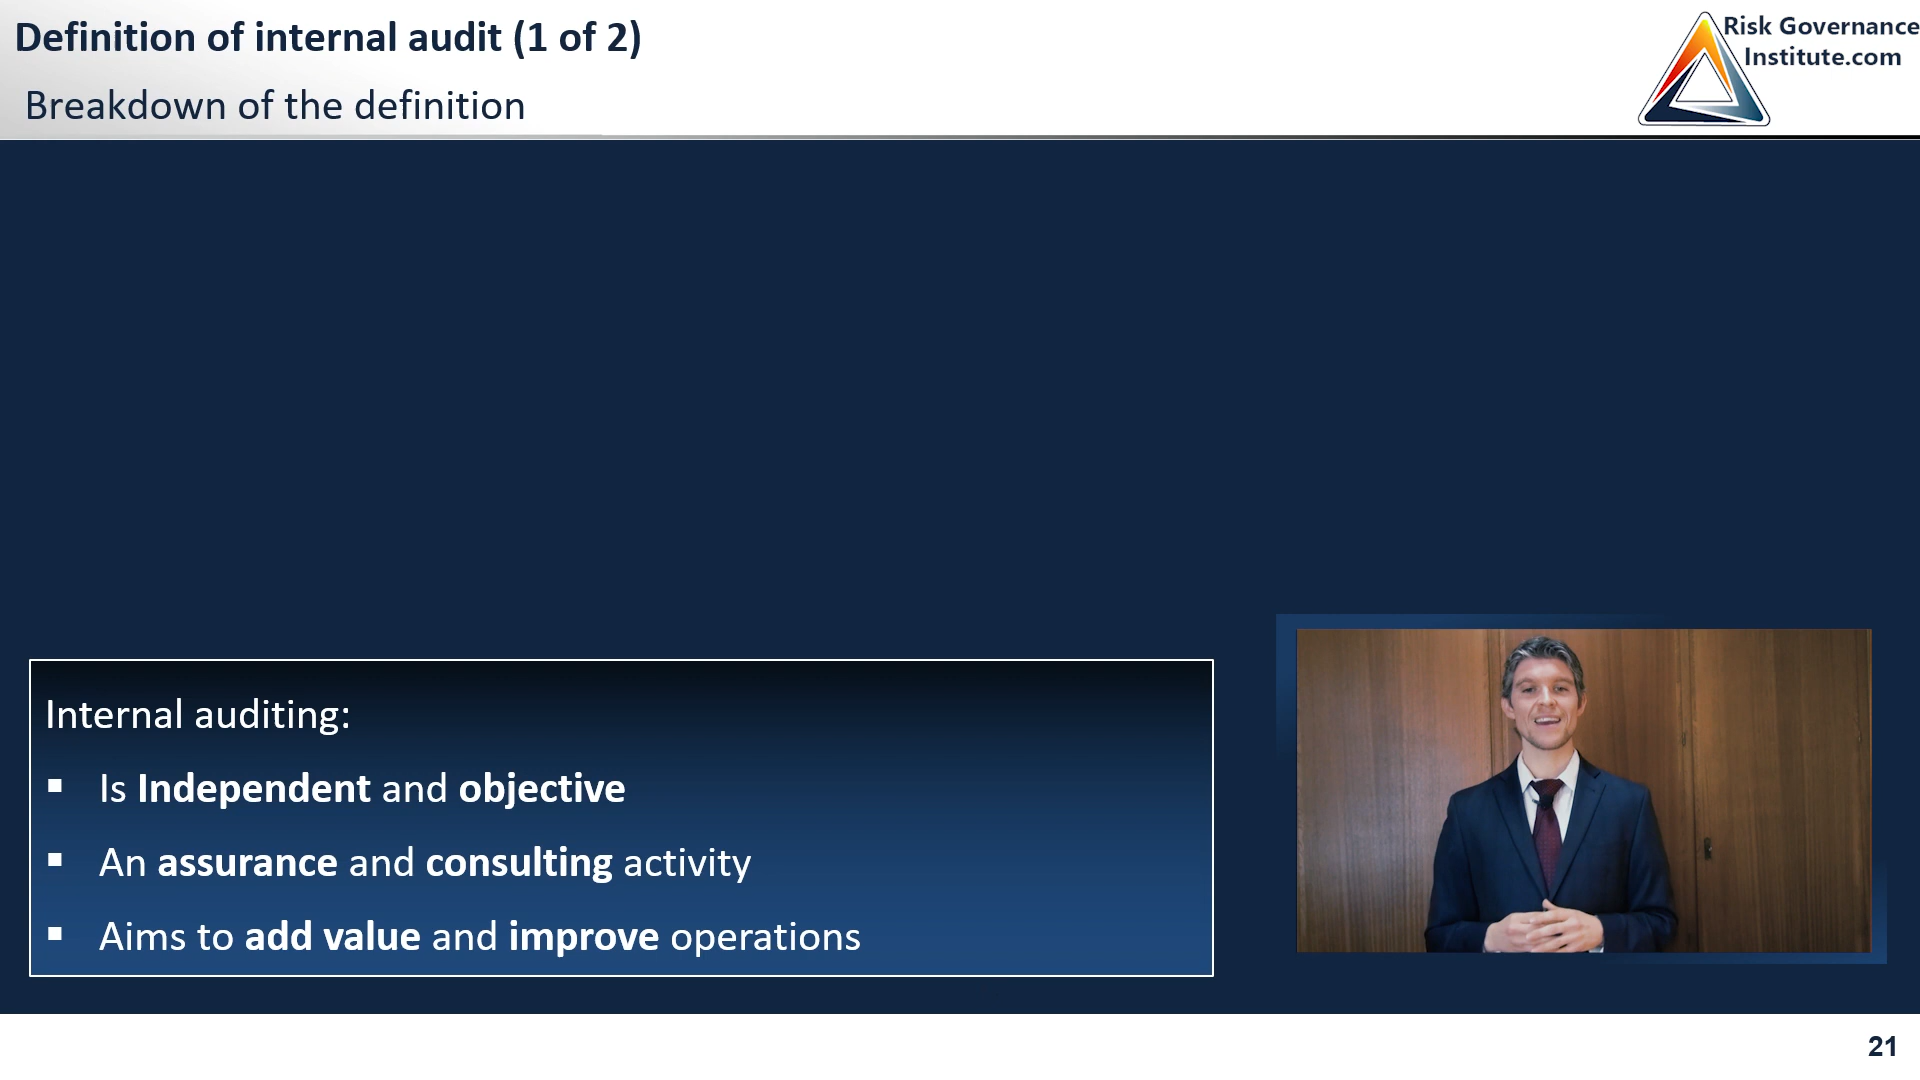 Definition of internal audit (1 of 2)
Risk Governance
Institute.com
Breakdown of the definition
Internal auditing:
▪ Is Independent and objective
▪ An assurance and consulting activity
▪ Aims to add value and improve operations
21